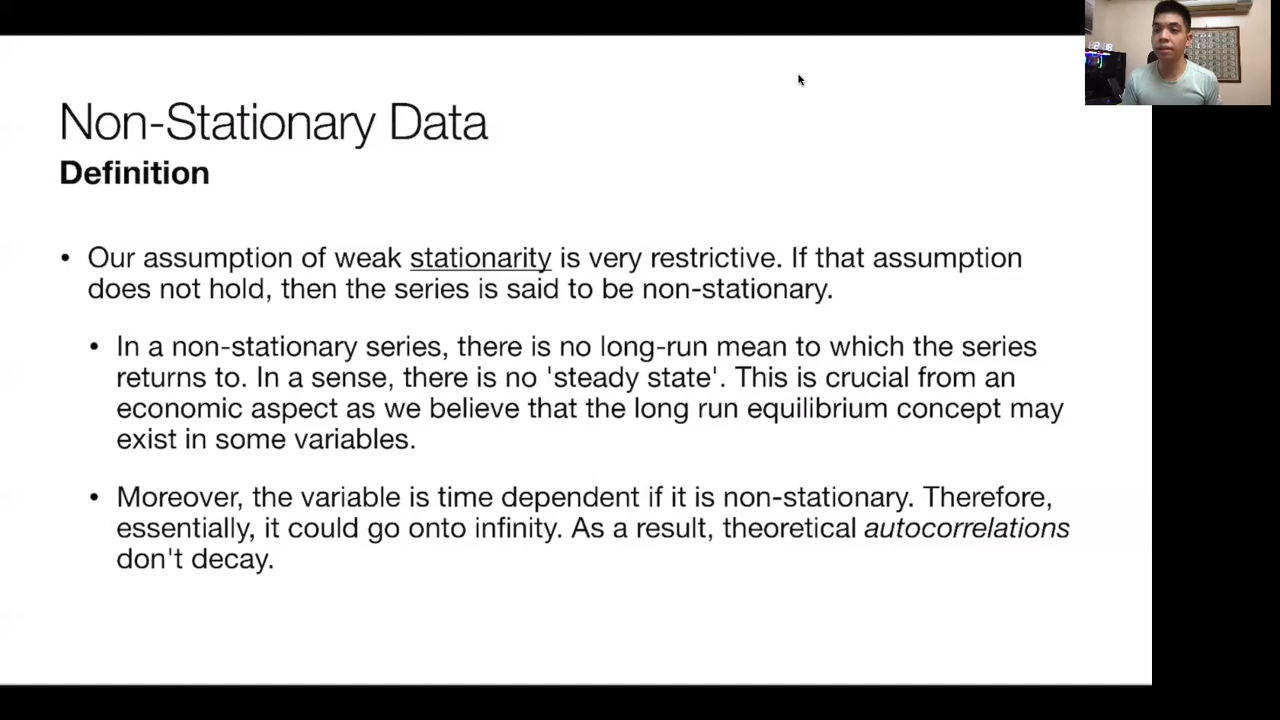 Non-Stationary Data
Definition
• Our assumption of weak stationarity is very restrictive. If that assumption
does not hold, then the series is said to be non-stationary.
• In a non-stationary series, there is no long-run mean to which the series
returns to. In a sense, there is no 'steady state'. This is crucial from an
economic aspect as we believe that the long run equilibrium concept may
exist in some variables.
• Moreover, the variable is time dependent if it is non-stationary. Therefore,
essentially, it could go onto infinity. As a result, theoretical autocorrelations
don't decay.